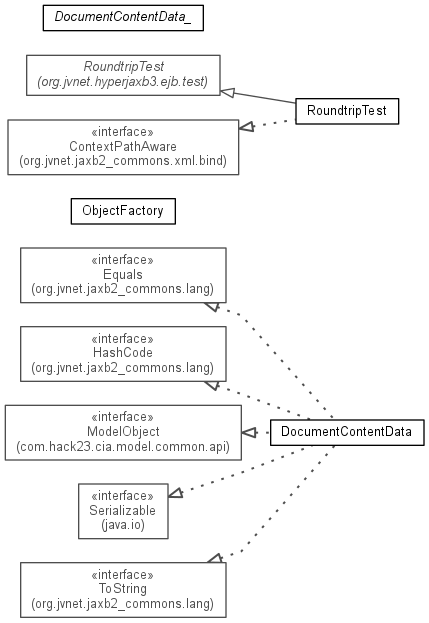 DocumentContentData_
RoundtripTest
(org.jvnet.hyperjaxb3.ejb.test)
RoundtripTest
«interface»
ContextPathAware
(org.jvnet.jaxb2_commons.xml.bind)
ObjectFactory
«interface»
Equals
(org.jvnet.jaxb2_commons.lang)
«interface»
HashCode
(org.jvnet.jaxb2_commons.lang)
«interface»
ModelObject
(com.hack23.cia.model.common.api)
DocumentContentData
«interface»
Serializable
(java.io)
«interface»
ToString
(org.jvnet.jaxb2_commons.lang)